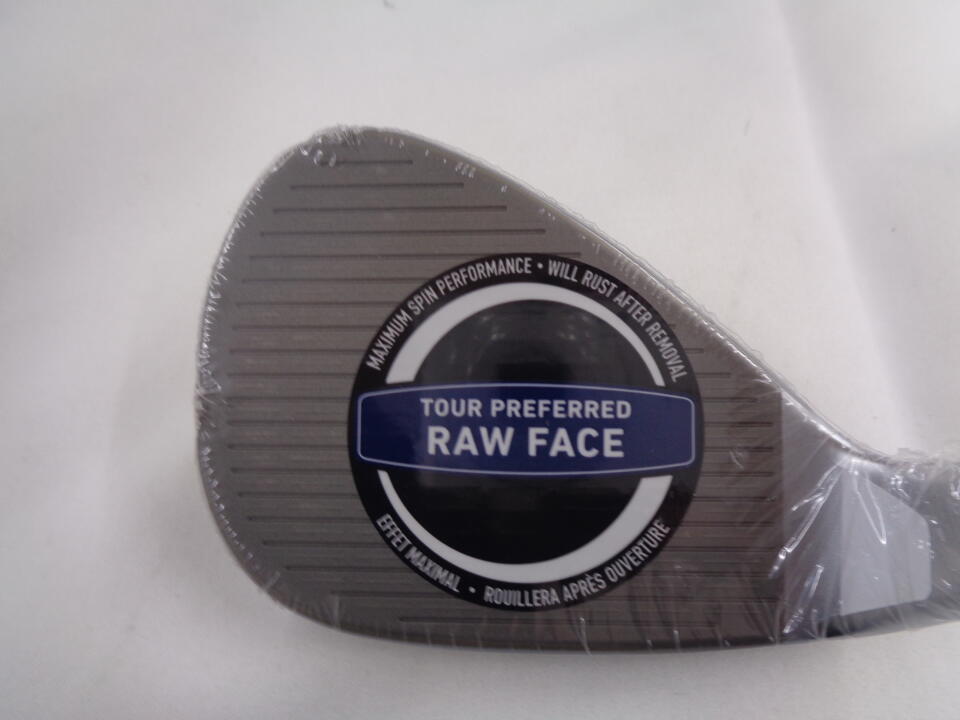 MAXIMUM SPIN PERFORMANCE • WILL RUST AFTER REMOVAL
TOUR PREFERRED
RAW FACE
EFFET MAXIMAL • ROUILLERA APRÈS OUVERTURE